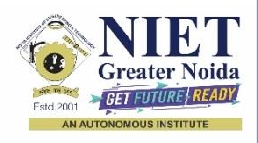 NIET
Greater Noida
GET FUTURE READY
Estd.2001
AN AUTONOMOUS INSTITUTE